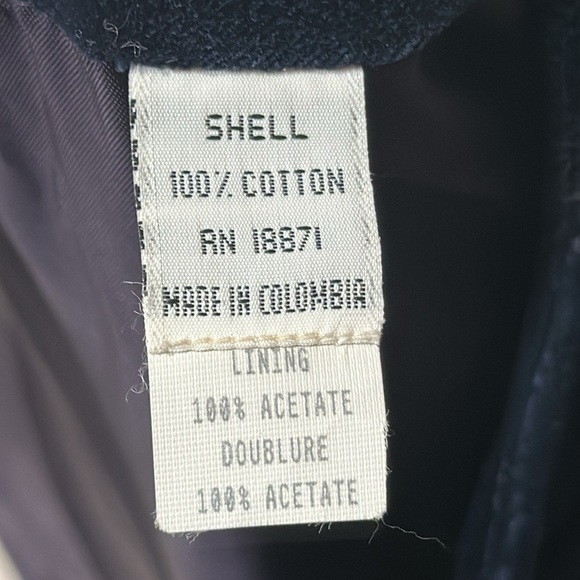 SHELL
100% COTTON
RN 18871
MADE IN COLOMBIA
LINING
100% ACETATE
DOUBLURE
100% ACETATE